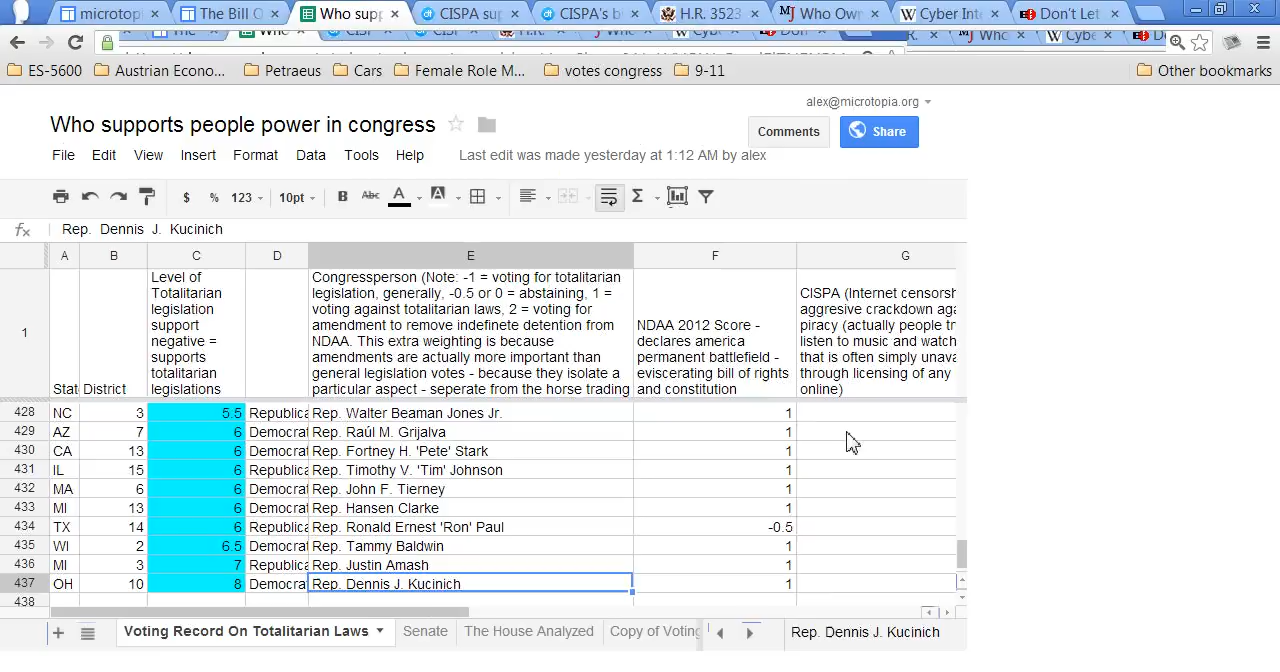 microtopi
The Bill O
Who supp
CISPA sup
CISPA's b
H.R. 3523
Who Own
Cyber Inte
Don't Let
ES-5600 Austrian Econo... Petraeus Cars Female Role M... votes congress 9-11 Other bookmarks
alex@microtopia.org
Who supports people power in congress
Comments Share
File Edit View Insert Format Data Tools Help Last edit was made yesterday at 1:12 AM by alex
$ % 123 10pt B Abc A A Σ
fx Rep. Dennis J. Kucinich
A B C D E F G
1
Stat
District
Level of
Totalitarian
legislation
support
negative =
supports
totalitarian
legislations
Congressperson (Note: -1 = voting for totalitarian
legislation, generally, -0.5 or 0 = abstaining, 1 =
voting against totalitarian laws, 2 = voting for
amendment to remove indefinete detention from
NDAA. This extra weighting is because
amendments are actually more important than
general legislation votes - because they isolate a
particular aspect - seperate from the horse trading
NDAA 2012 Score -
declares america
permanent battlefield -
eviscerating bill of rights
and constitution
CISPA (Internet censorsh
aggresive crackdown aga
piracy (actually people tr
listen to music and watch
that is often simply unava
through licensing of any
online)
428 NC 3 5.5 Republica Rep. Walter Beaman Jones Jr. 1
429 AZ 7 6 Democrat Rep. Raúl M. Grijalva 1
430 CA 13 6 Democrat Rep. Fortney H. 'Pete' Stark 1
431 IL 15 6 Republica Rep. Timothy V. 'Tim' Johnson 1
432 MA 6 6 Democrat Rep. John F. Tierney 1
433 MI 13 6 Democrat Rep. Hansen Clarke 1
434 TX 14 6 Republica Rep. Ronald Ernest 'Ron' Paul -0.5
435 WI 2 6.5 Democrat Rep. Tammy Baldwin 1
436 MI 3 7 Republica Rep. Justin Amash 1
437 OH 10 8 Democrat Rep. Dennis J. Kucinich 1
438
Voting Record On Totalitarian Laws Senate The House Analyzed Copy of Voting Rep. Dennis J. Kucinich